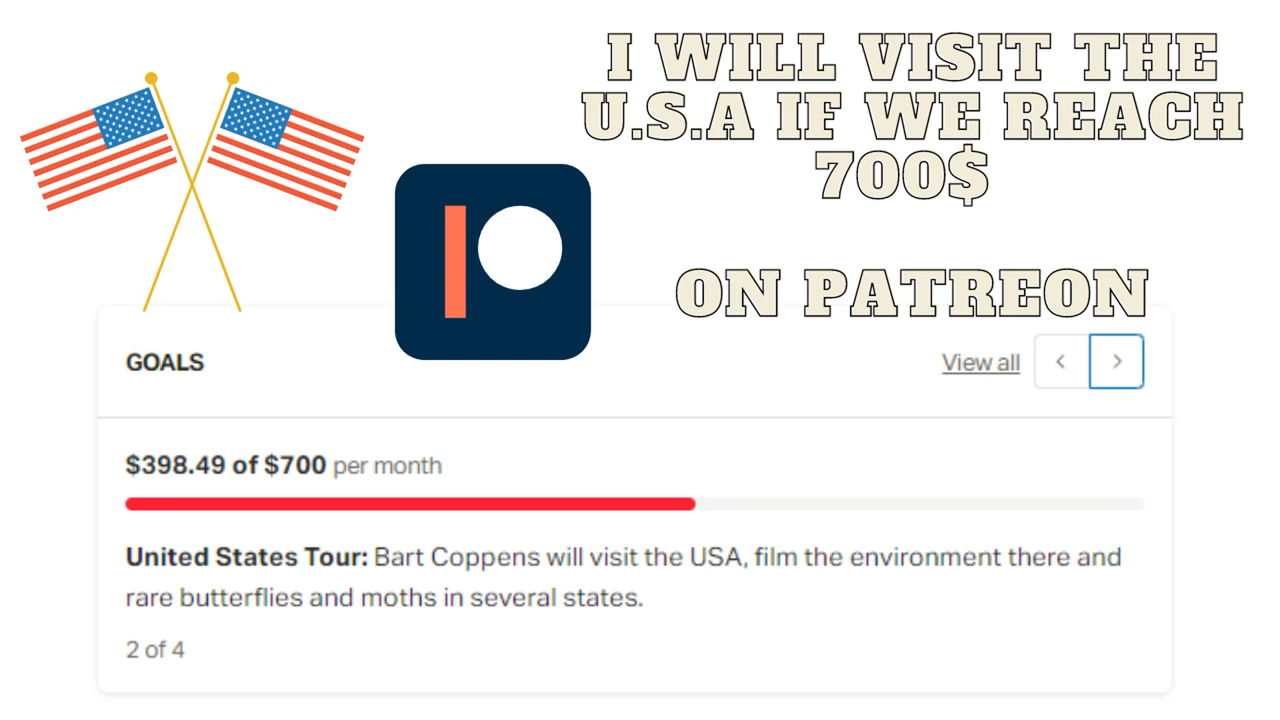 I WILL VISIT THE
U.S.A IF WE REACH
700$
ON PATREON
GOALS
View all
$398.49 of $700 per month
United States Tour: Bart Coppens will visit the USA, film the environment there and
rare butterflies and moths in several states.
2 of 4